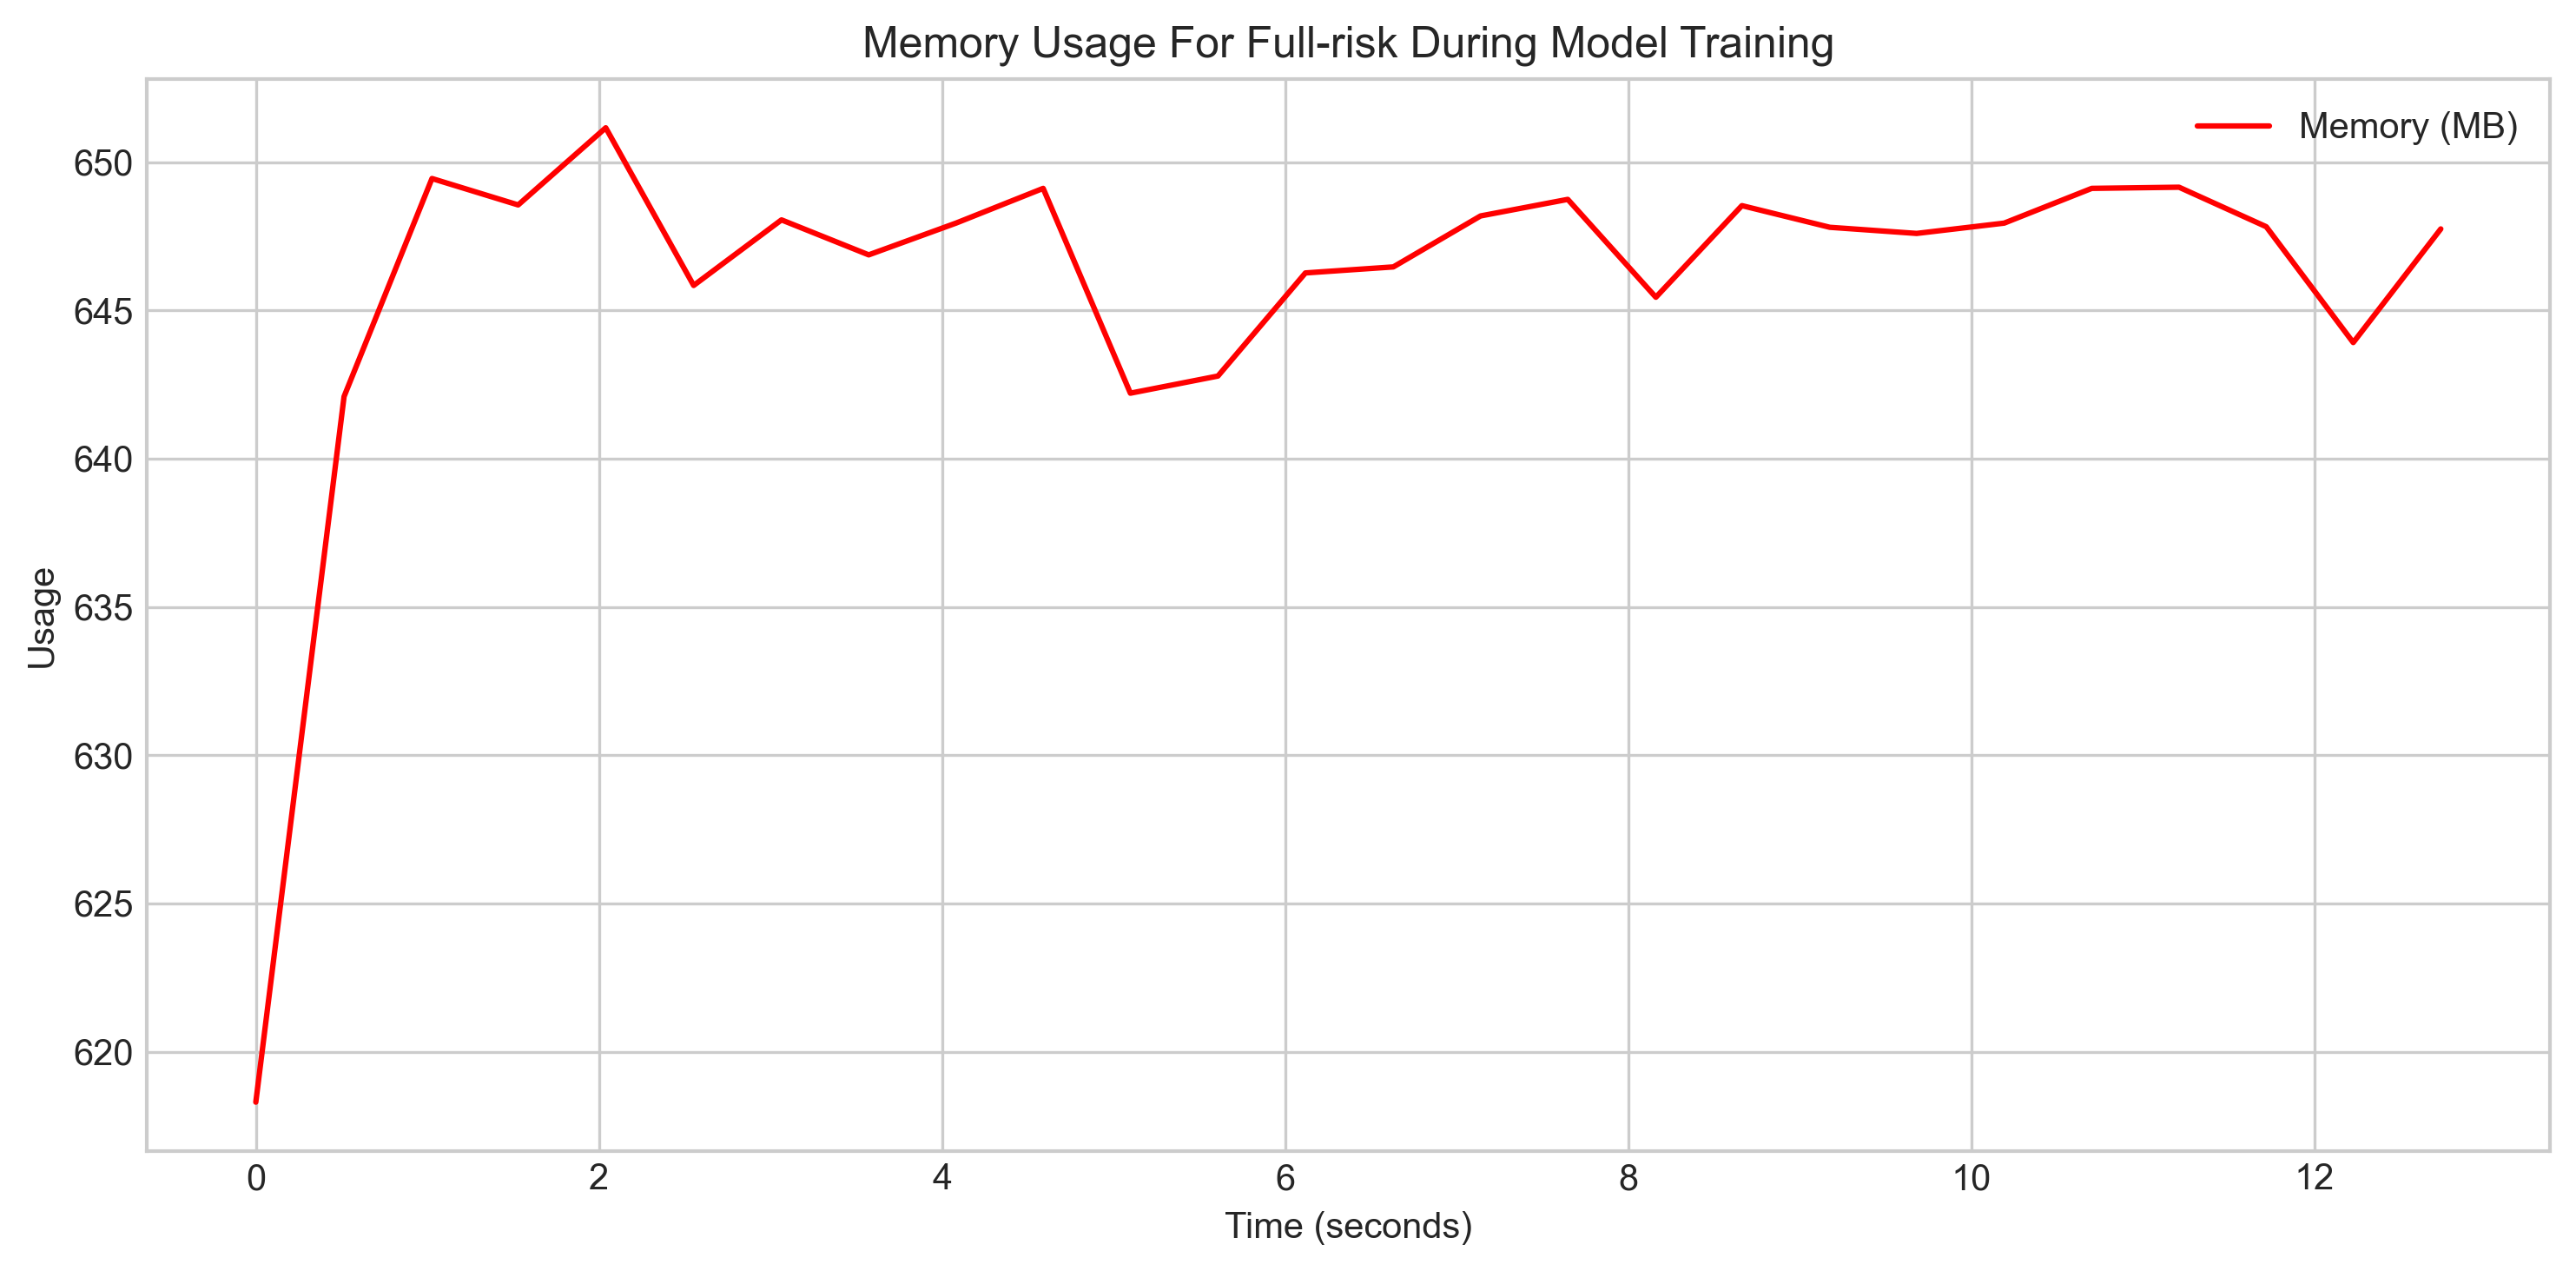 Memory Usage For Full-risk During Model Training
Memory (MB)
650
645
640
635
630
625
620
Usage
0 2 4 6 8 10 12
Time (seconds)